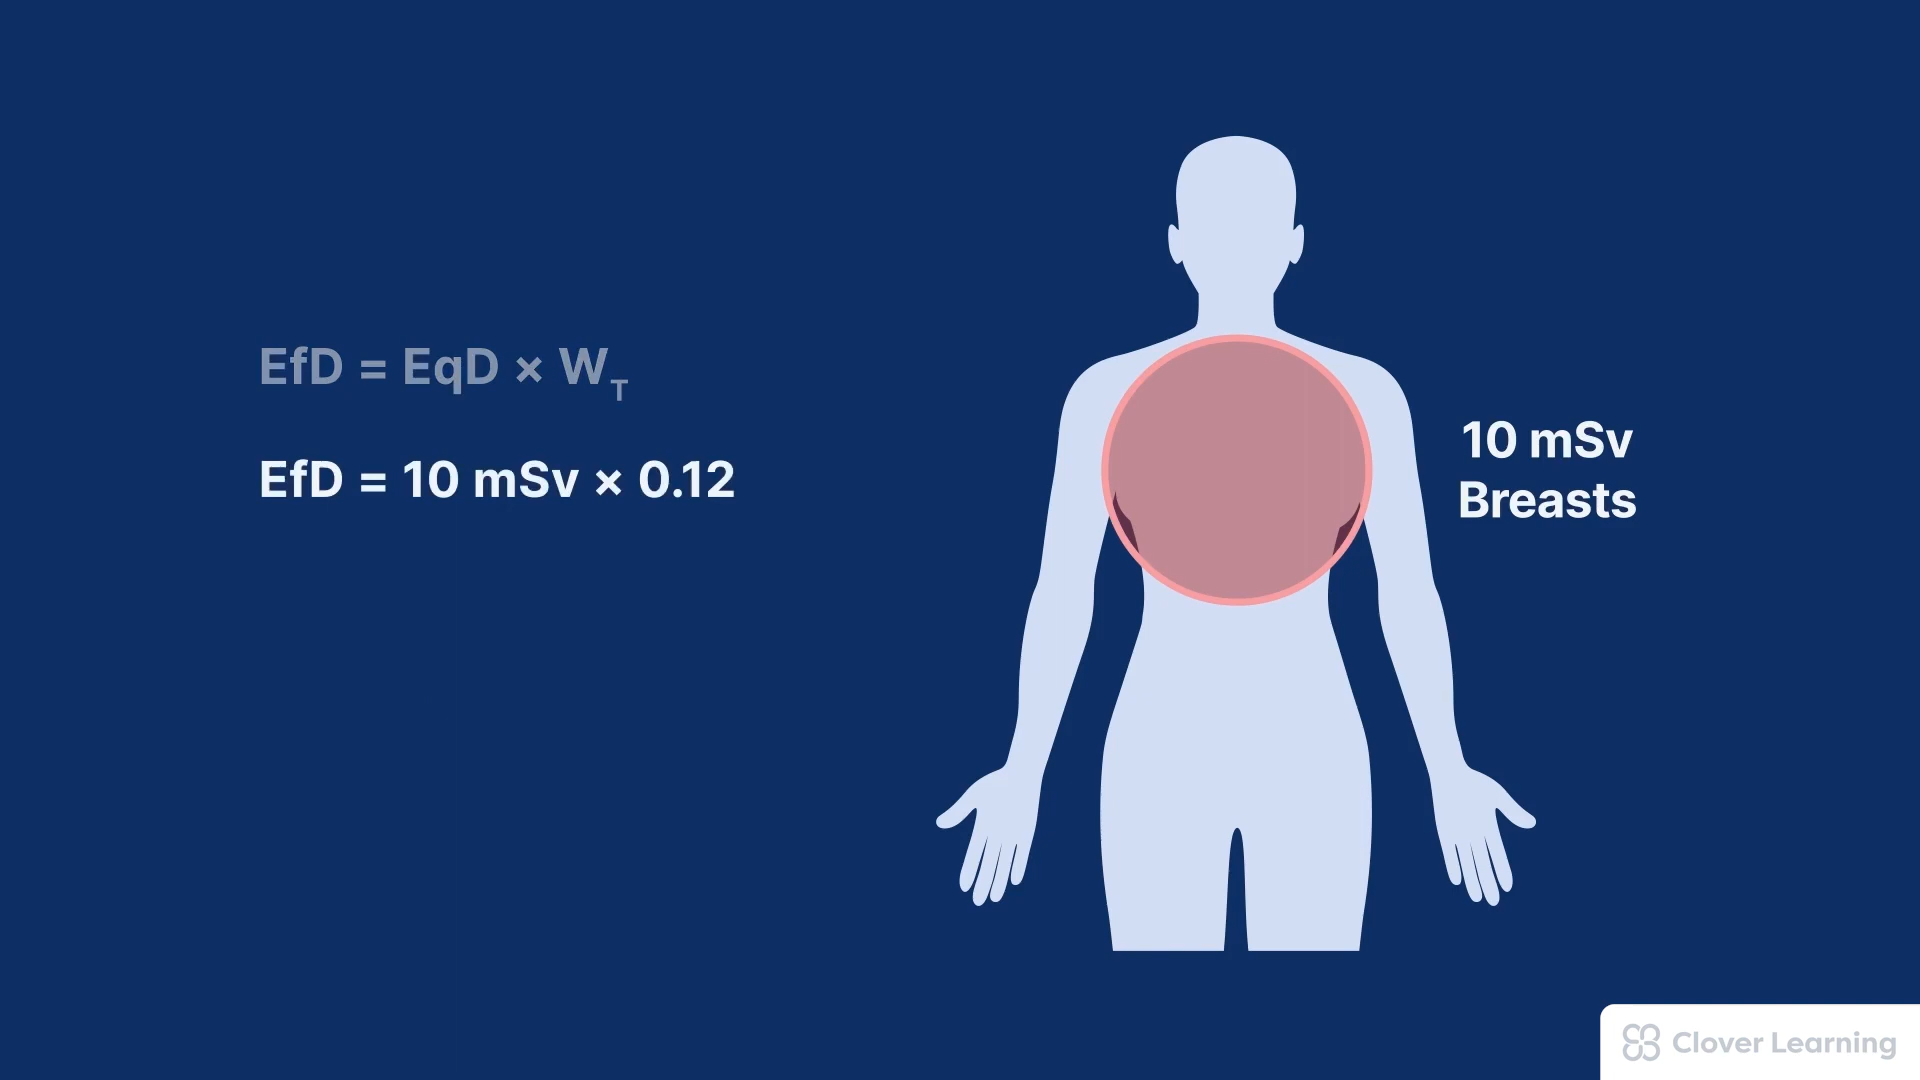 EfD = EqD × W_T
EfD = 10 mSv × 0.12
10 mSv
Breasts
Clover Learning